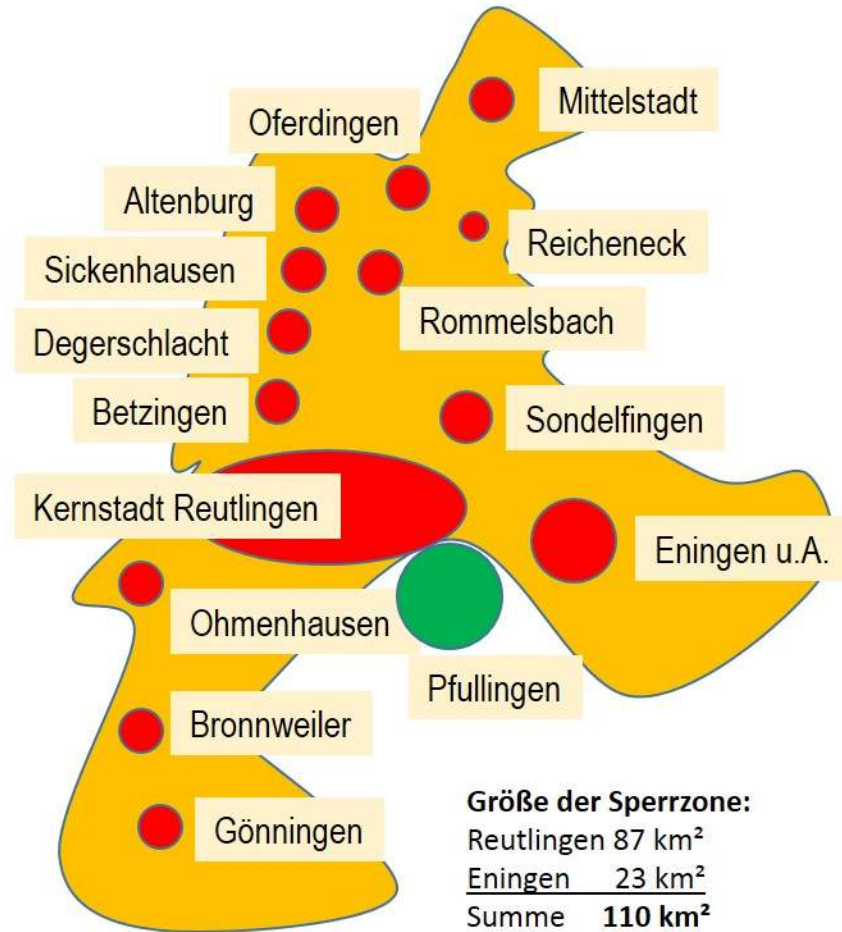 Mittelstadt
Oferdingen
Altenburg
Reicheneck
Sickenhausen
Rommelsbach
Degerschlacht
Betzingen
Sondelfingen
Kernstadt Reutlingen
Eningen u.A.
Ohmenhausen
Pfullingen
Bronnweiler
Gönningen
Größe der Sperrzone:
Reutlingen 87 km²
Eningen 23 km²
Summe 110 km²